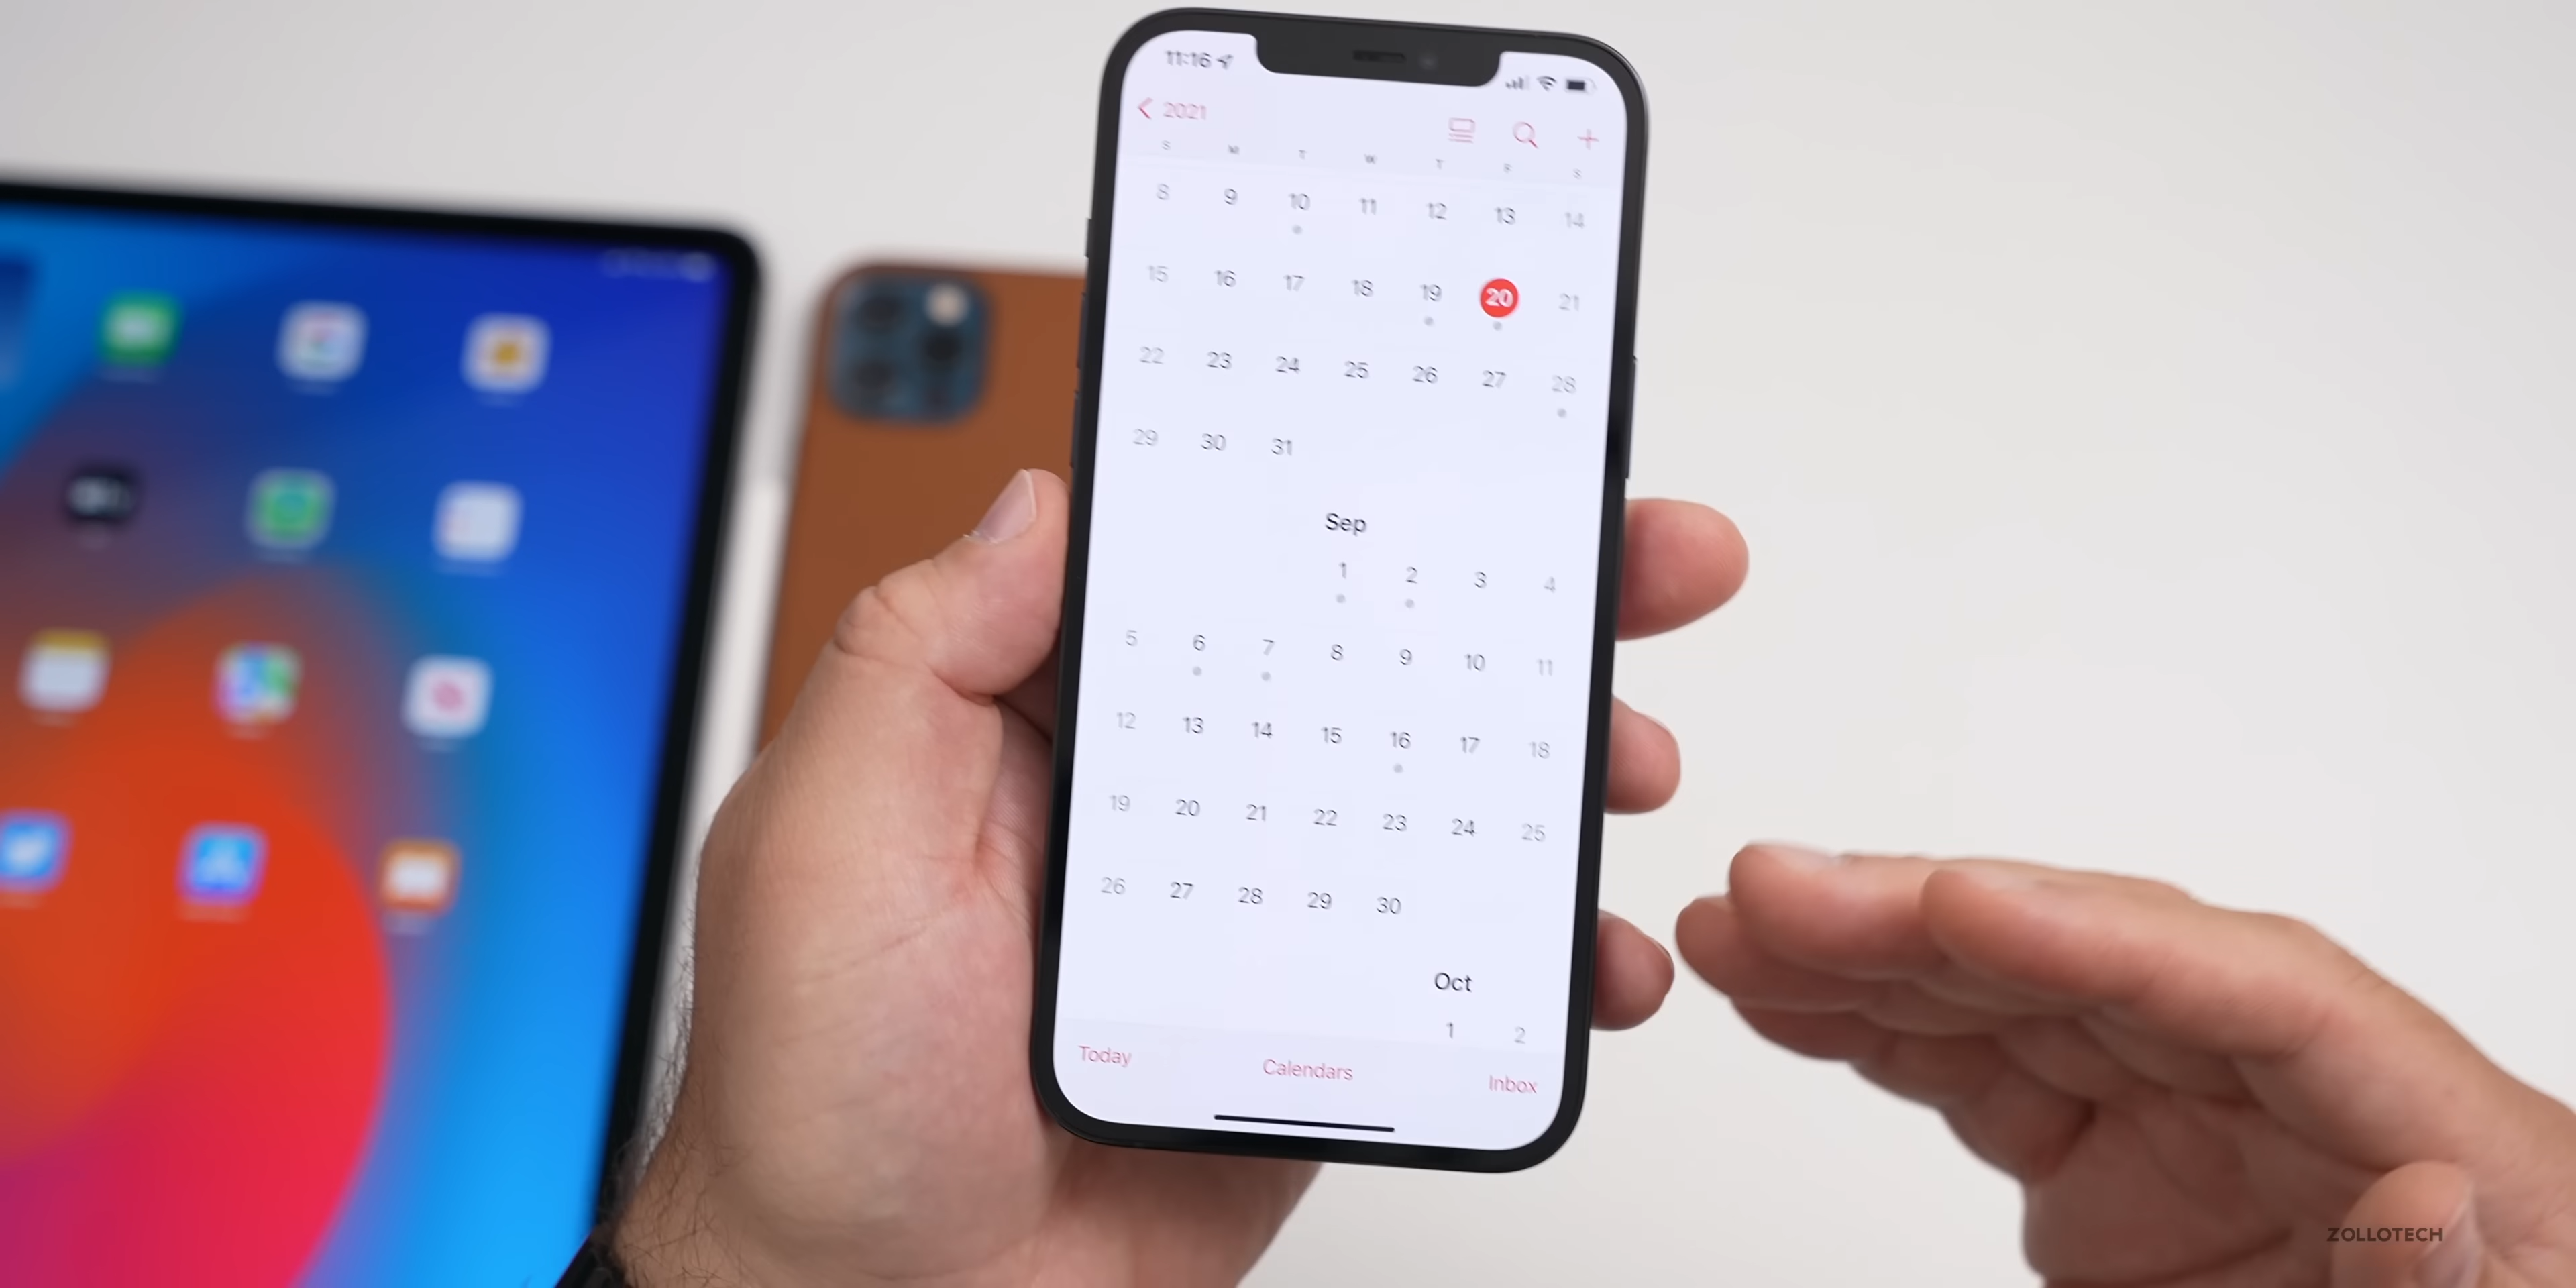 11:16
2021
S M T W T F S
8 9 10 11 12 13 14
15 16 17 18 19 20 21
22 23 24 25 26 27 28
29 30 31
Sep
1 2 3 4
5 6 7 8 9 10 11
12 13 14 15 16 17 18
19 20 21 22 23 24 25
26 27 28 29 30
Oct
1 2
Today Calendars Inbox
ZOLLOTECH